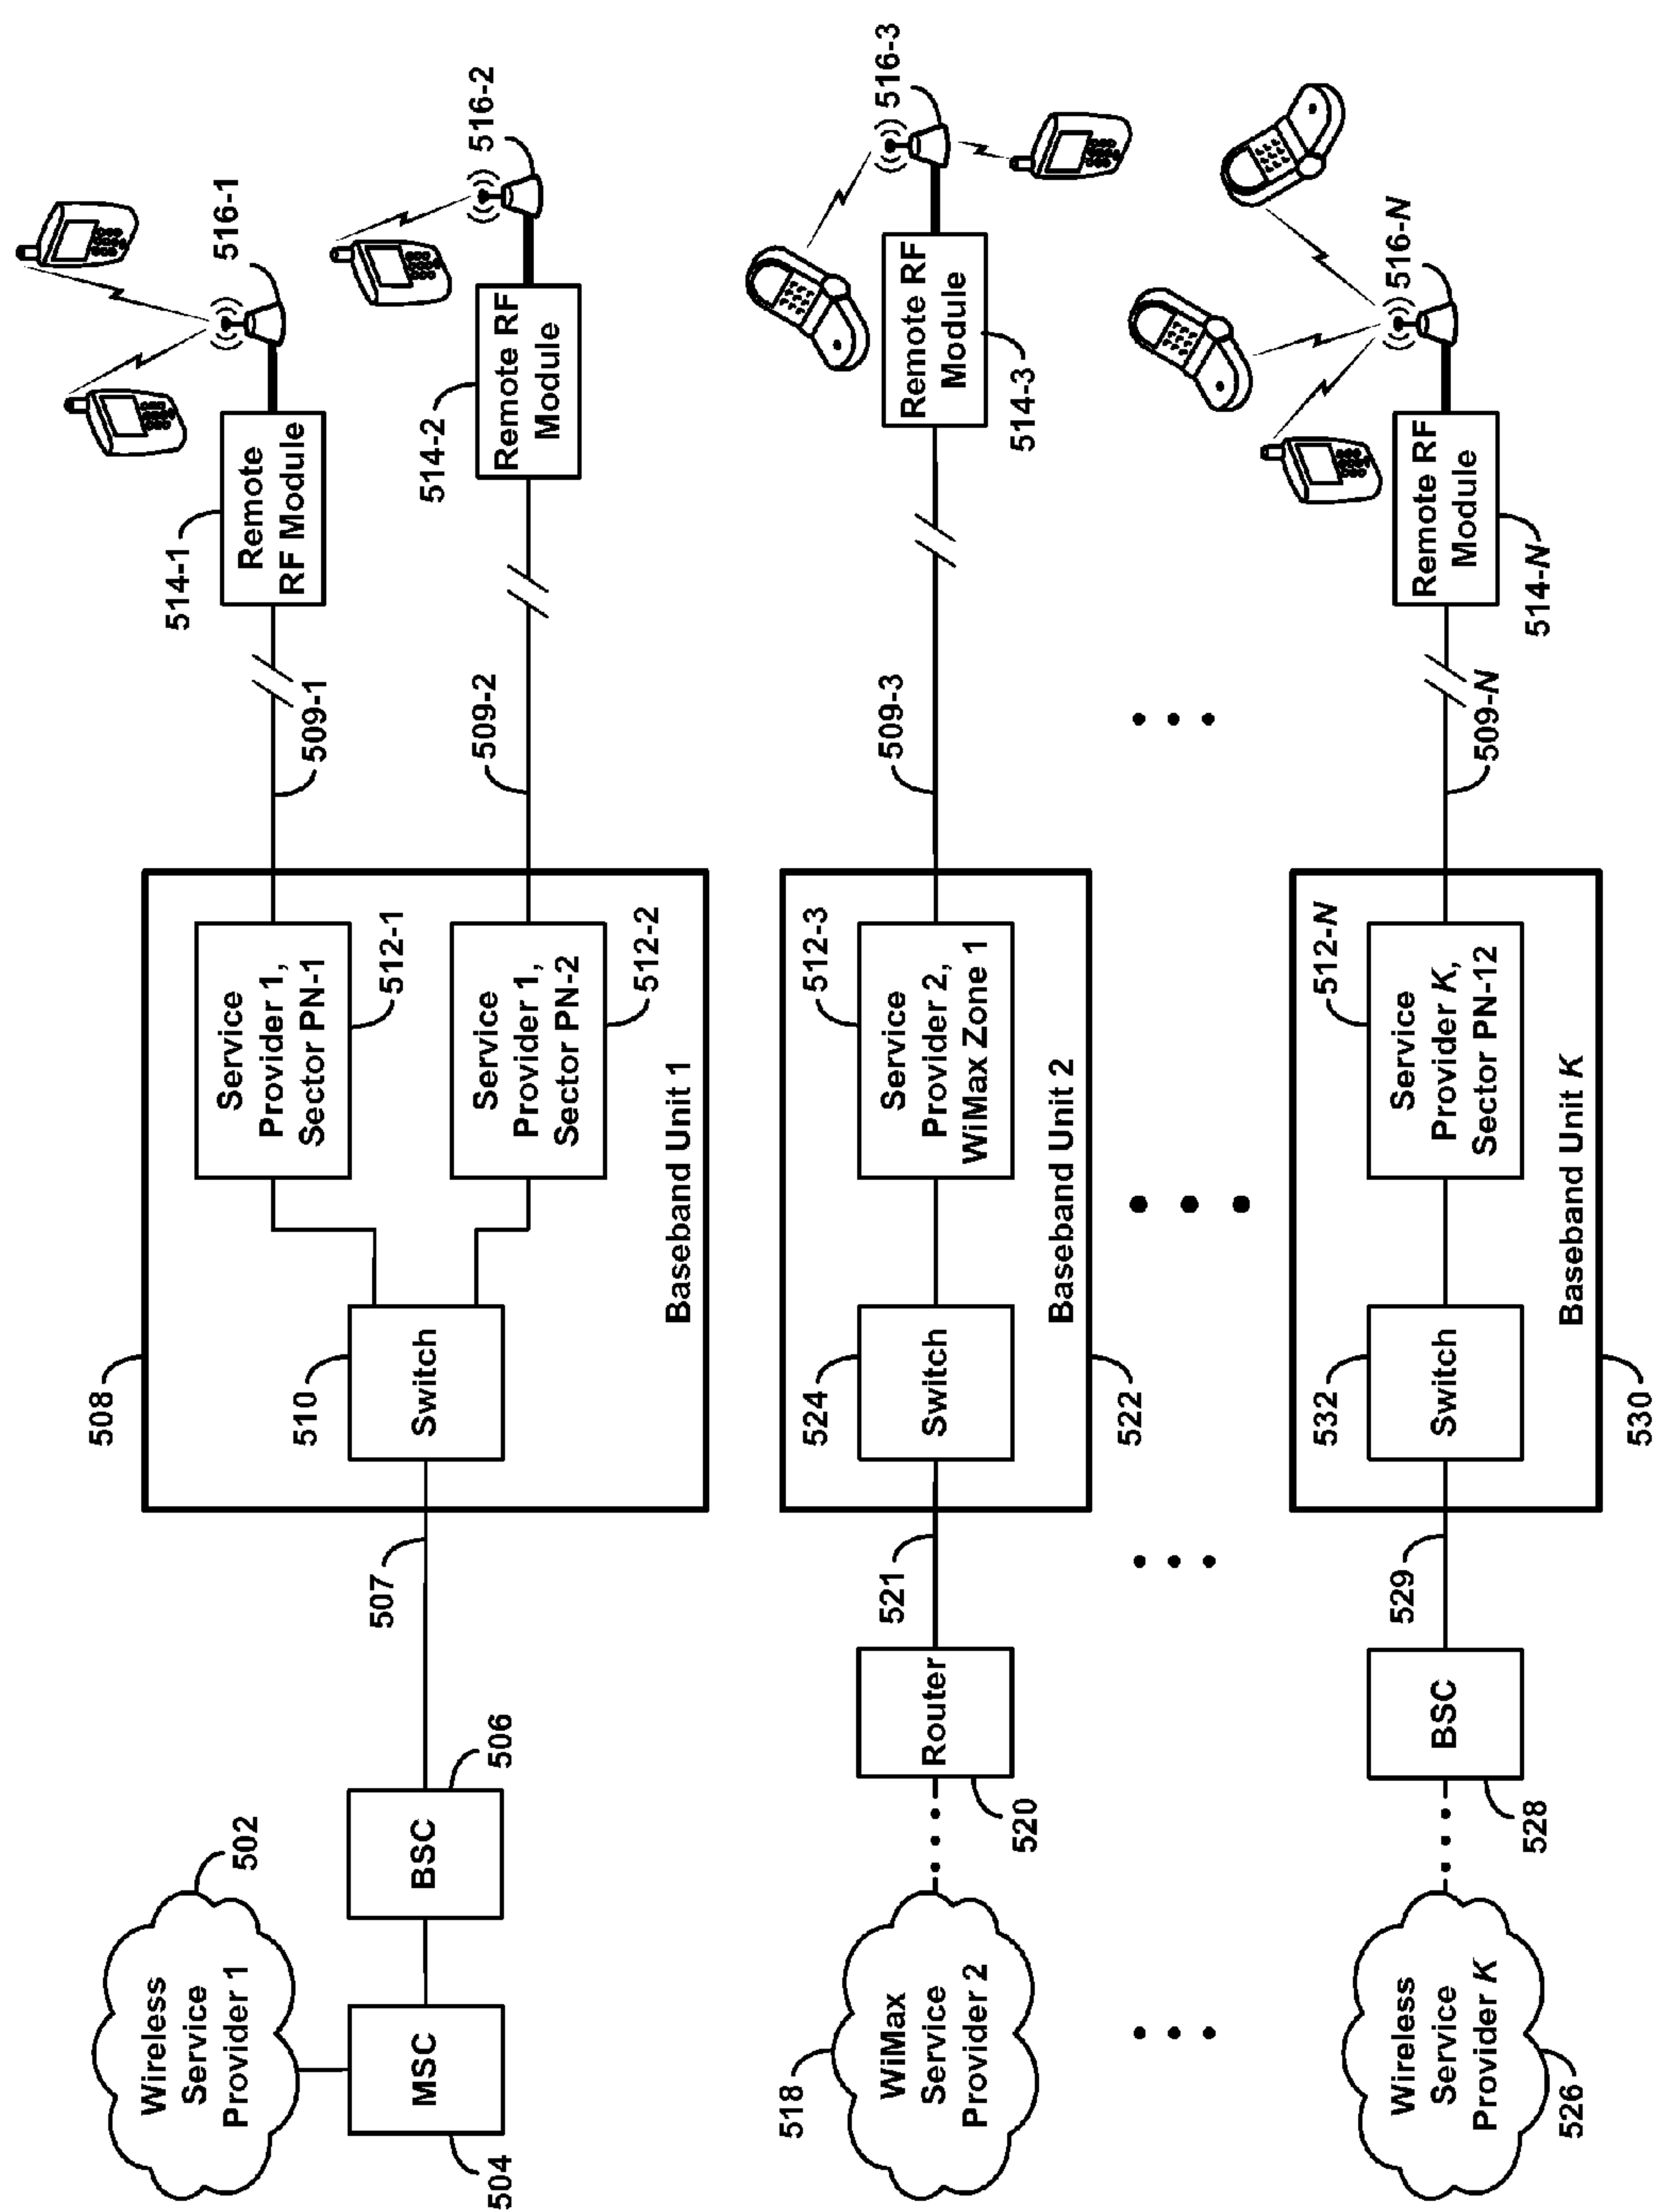 502
Wireless
Service
Provider 1
MSC
504
BSC
506
507
508
510
Switch
Service
Provider 1,
Sector PN-1
512-1
Service
Provider 1,
Sector PN-2
512-2
Baseband Unit 1
509-1
509-2
514-1
Remote
RF Module
516-1
514-2
Remote RF
Module
516-2
518
WiMax
Service
Provider 2
Router
520
521
524
Switch
512-3
Service
Provider 2,
WiMax Zone 1
Baseband Unit 2
522
509-3
Remote RF
Module
514-3
516-3
Wireless
Service
Provider K
526
BSC
528
529
532
Switch
512-N
Service
Provider K,
Sector PN-12
Baseband Unit K
530
509-N
Remote RF
Module
514-N
516-N